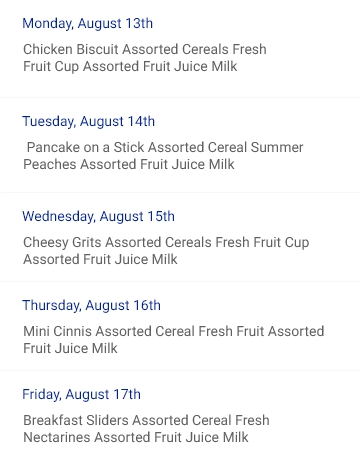 Monday, August 13th
Chicken Biscuit Assorted Cereals Fresh
Fruit Cup Assorted Fruit Juice Milk
Tuesday, August 14th
Pancake on a Stick Assorted Cereal Summer
Peaches Assorted Fruit Juice Milk
Wednesday, August 15th
Cheesy Grits Assorted Cereals Fresh Fruit Cup
Assorted Fruit Juice Milk
Thursday, August 16th
Mini Cinnis Assorted Cereal Fresh Fruit Assorted
Fruit Juice Milk
Friday, August 17th
Breakfast Sliders Assorted Cereal Fresh
Nectarines Assorted Fruit Juice Milk